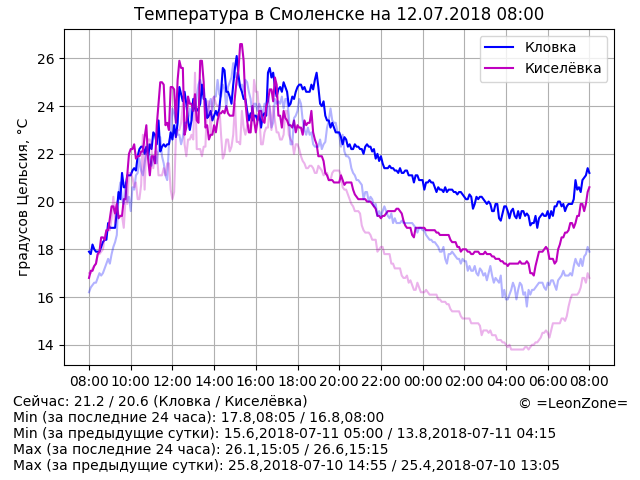 Температура в Смоленске на 12.07.2018 08:00
градусов Цельсия, °C
26
24
22
20
18
16
14
Кловка
Киселёвка
08:00 10:00 12:00 14:00 16:00 18:00 20:00 22:00 00:00 02:00 04:00 06:00 08:00
Сейчас: 21.2 / 20.6 (Кловка / Киселёвка)
© =LeonZone=
Min (за последние 24 часа): 17.8,08:05 / 16.8,08:00
Min (за предыдущие сутки): 15.6,2018-07-11 05:00 / 13.8,2018-07-11 04:15
Max (за последние 24 часа): 26.1,15:05 / 26.6,15:15
Max (за предыдущие сутки): 25.8,2018-07-10 14:55 / 25.4,2018-07-10 13:05